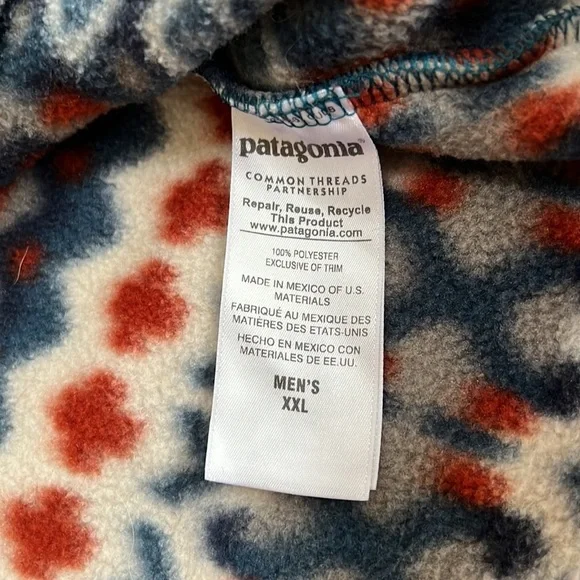 patagonia®
COMMON THREADS
PARTNERSHIP
Repair, Reuse, Recycle
This Product
www.patagonia.com
100% POLYESTER
EXCLUSIVE OF TRIM
MADE IN MEXICO OF U.S.
MATERIALS
FABRIQUÉ AU MEXIQUE DES
MATIÈRES DES ETATS-UNIS
HECHO EN MEXICO CON
MATERIALES DE EE.UU.
MEN'S
XXL